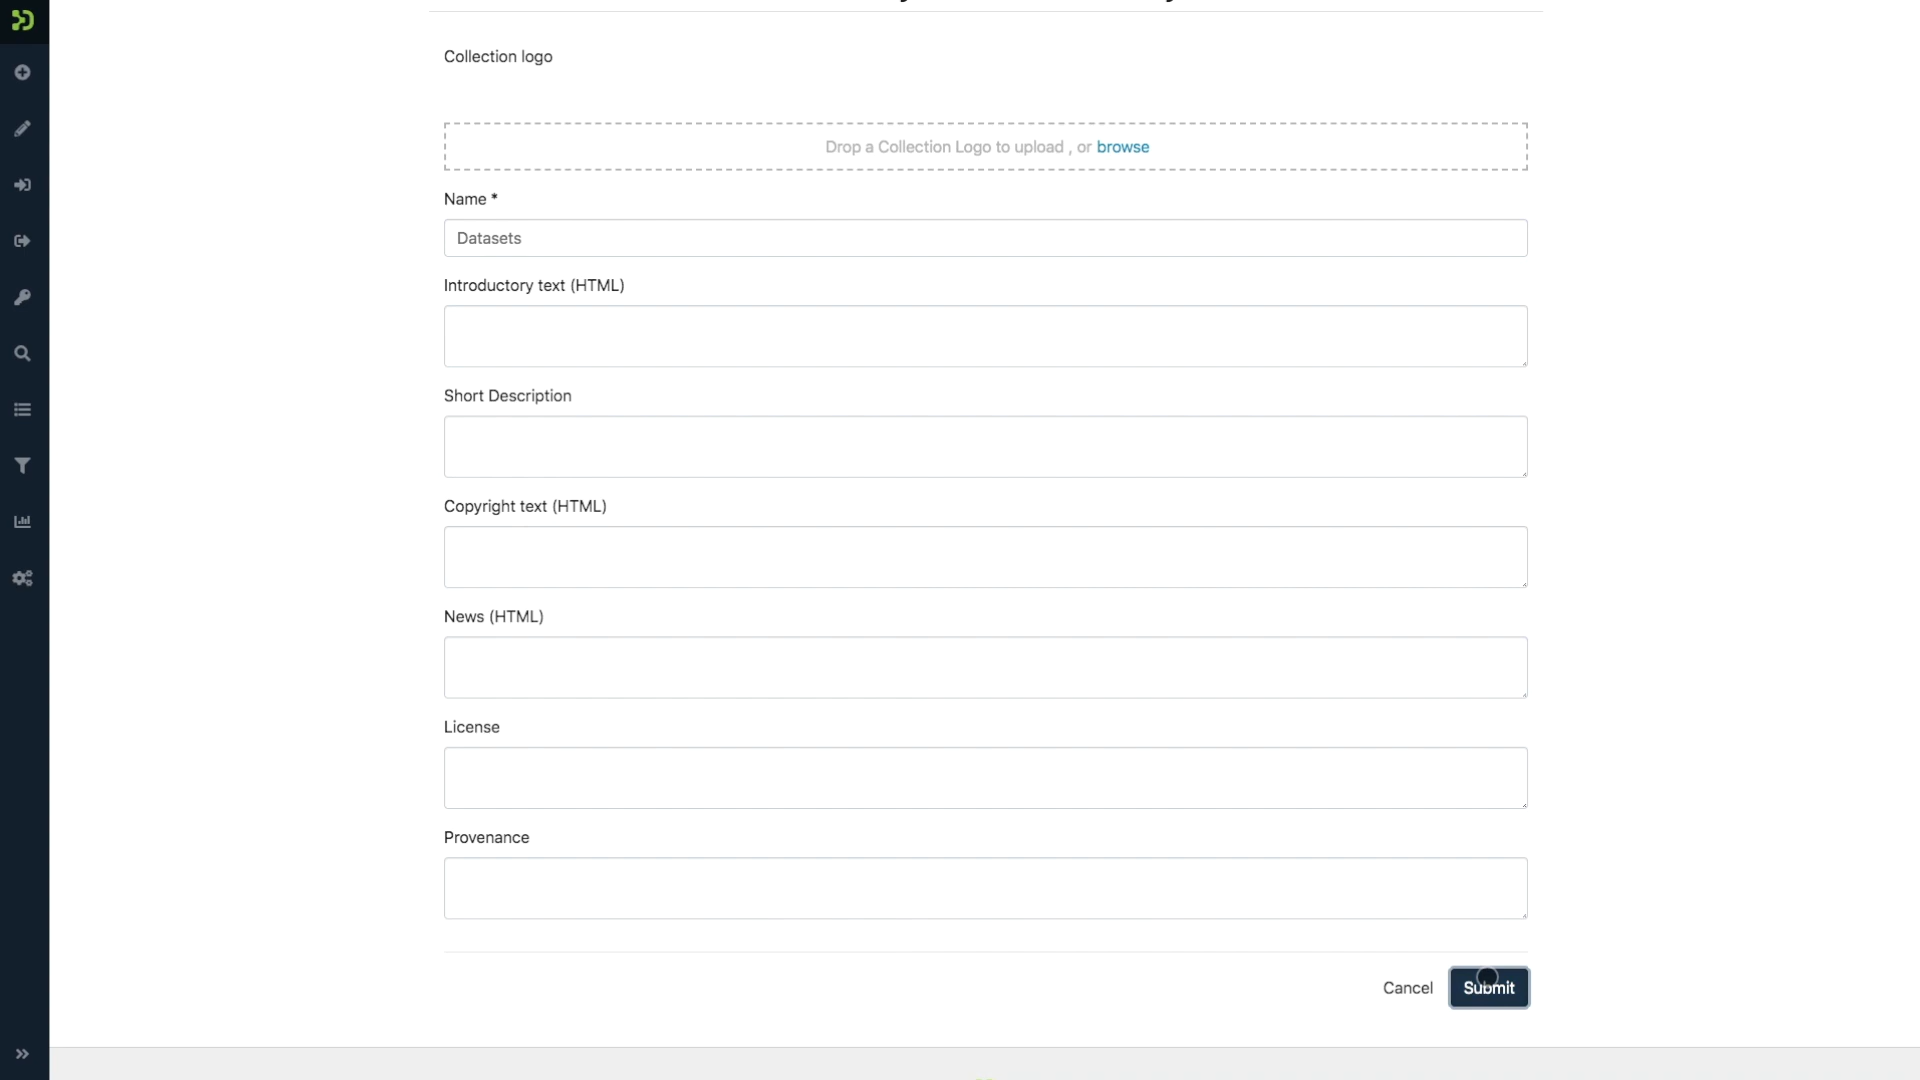 Collection logo
Drop a Collection Logo to upload , or browse
Name *
Datasets
Introductory text (HTML)
Short Description
Copyright text (HTML)
News (HTML)
License
Provenance
Cancel
Submit